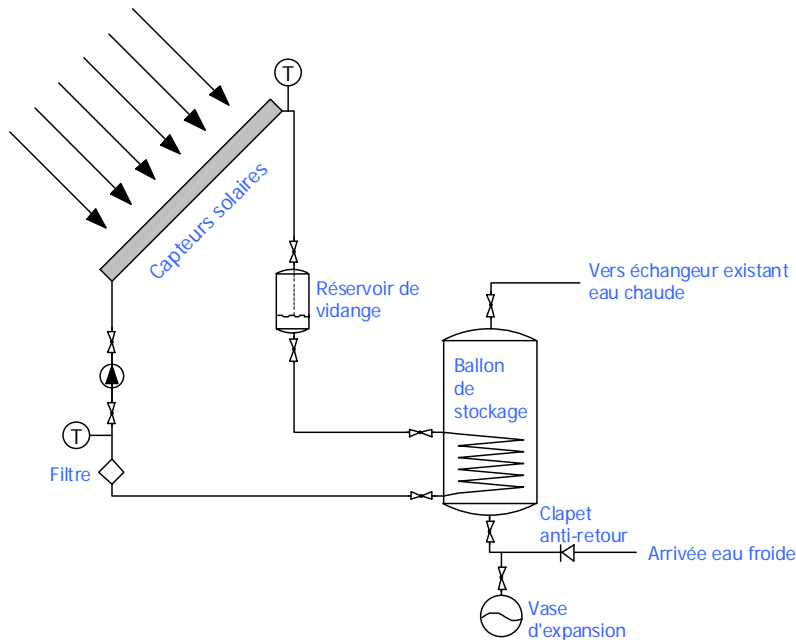 T
Capteurs solaires
Réservoir de
vidange
Vers échangeur existant
eau chaude
Ballon
de
stockage
T
Filtre
Clapet
anti-retour
Arrivée eau froide
Vase
d'expansion